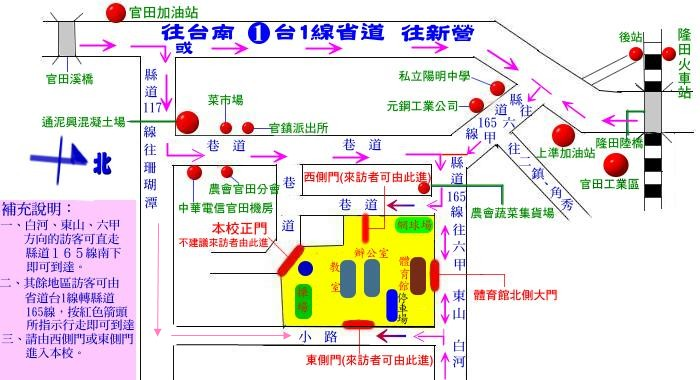 官田加油站
往台南 1 台1線省道 往新營
或
官田溪橋
縣道117線往珊瑚潭
菜市場
通泥興混凝土場
官鎮派出所
私立陽明中學
元鋼工業公司
後站
隆田火車站
縣道165線
往六甲
往二鎮、角秀
上準加油站
隆田陸橋
官田工業區
巷道
農會官田分會
中華電信官田機房
巷道
西側門(來訪者可由此進)
巷道
縣道165線往六甲 東山 白河
農會蔬菜集貨場
北
本校正門
不建議來訪者由此進
網球場
辦公室
教室
體育館
操場
停車場
體育館北側大門
小路
東側門(來訪者可由此進)
補充說明：
一、白河、東山、六甲
方向的訪客可直走
縣道１６５線南下
即可到達。
二、其餘地區訪客可由
省道台1線轉縣道
165線，按紅色箭頭
所指示行走即可到達
三、請由西側門或東側門
進入本校。